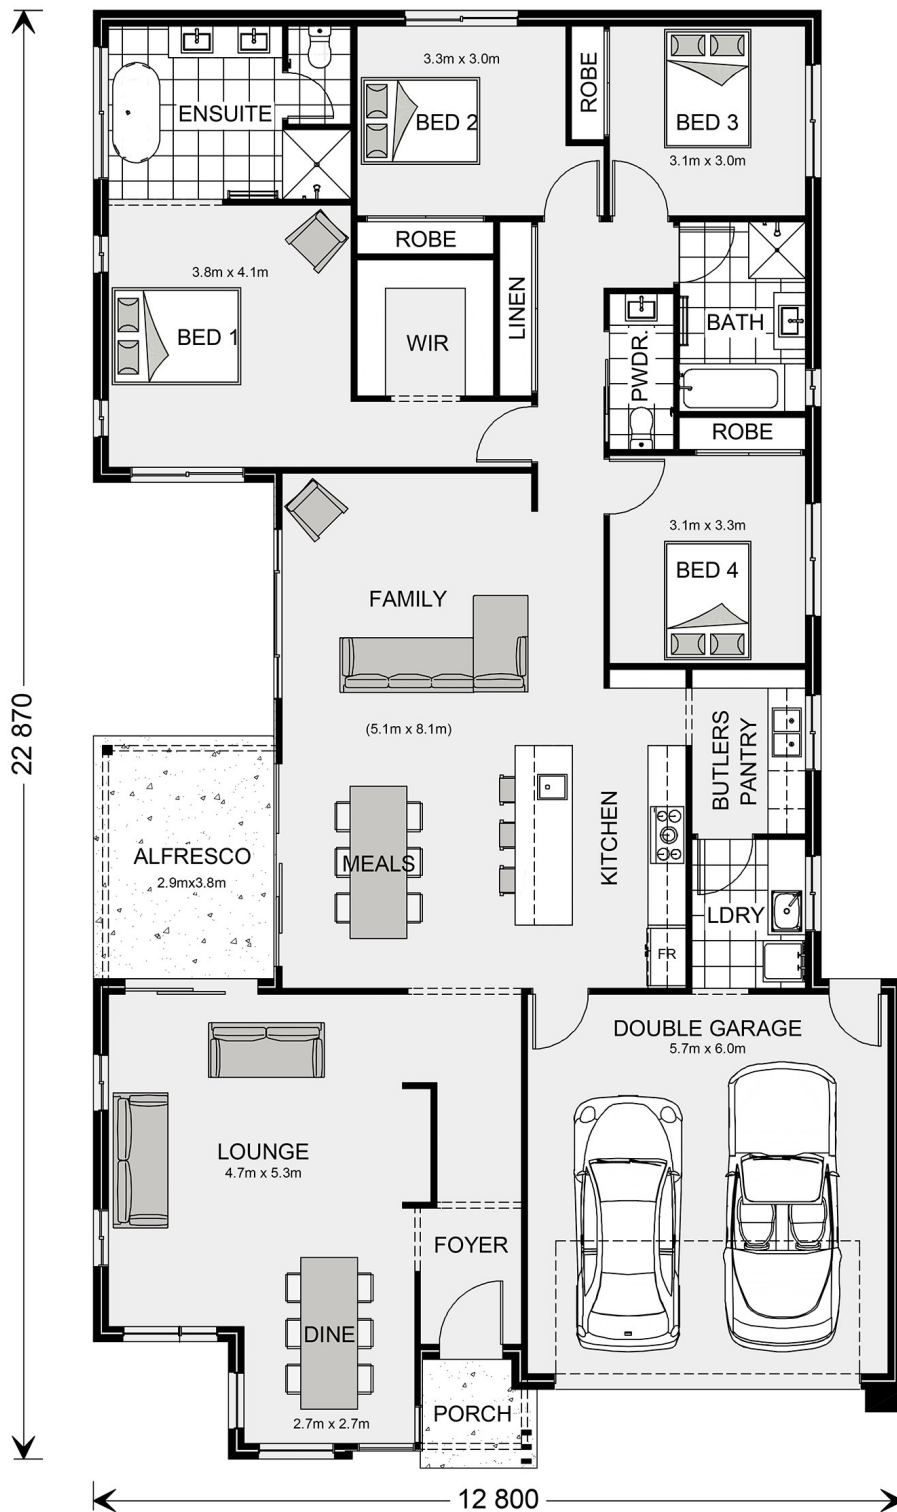 ENSUITE
3.3m x 3.0m
BED 2
ROBE
BED 3
3.1m x 3.0m
ROBE
3.8m x 4.1m
BED 1
WIR
LINEN
PWDR.
BATH
ROBE
3.1m x 3.3m
BED 4
FAMILY
(5.1m x 8.1m)
22 870
BUTLERS
PANTRY
KITCHEN
ALFRESCO
2.9mx3.8m
MEALS
LDRY
FR
DOUBLE GARAGE
5.7m x 6.0m
LOUNGE
4.7m x 5.3m
FOYER
DINE
2.7m x 2.7m
PORCH
12 800